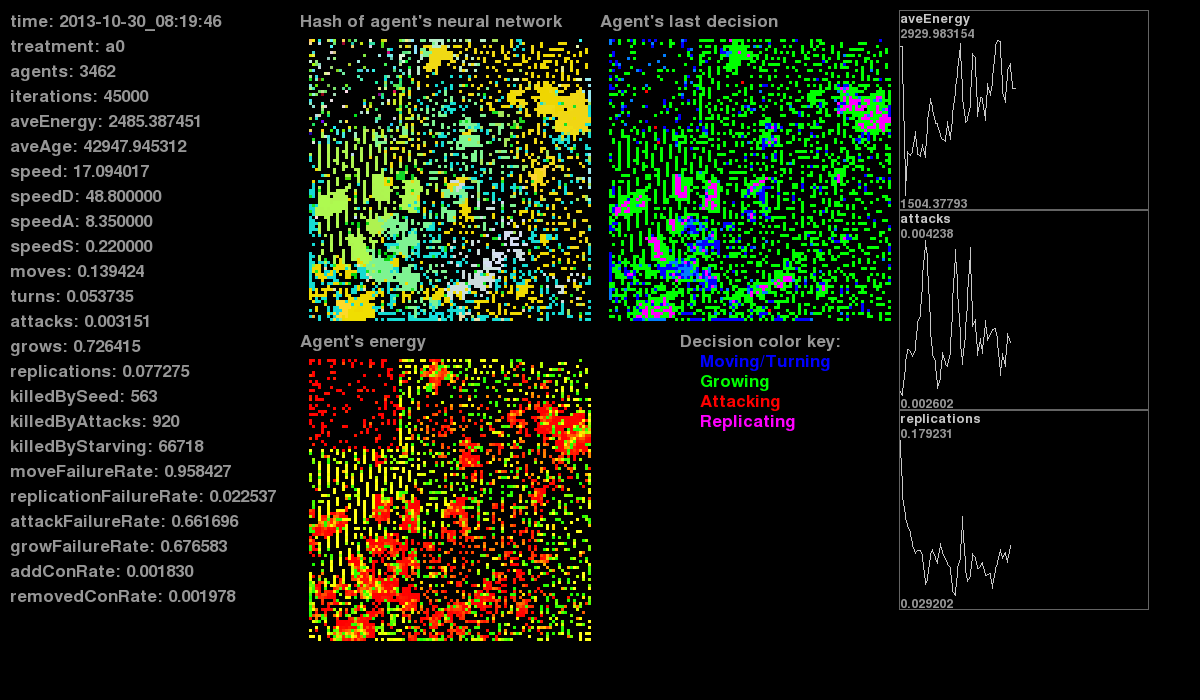 time: 2013-10-30_08:19:46
treatment: a0
agents: 3462
iterations: 45000
aveEnergy: 2485.387451
aveAge: 42947.945312
speed: 17.094017
speedD: 48.800000
speedA: 8.350000
speedS: 0.220000
moves: 0.139424
turns: 0.053735
attacks: 0.003151
grows: 0.726415
replications: 0.077275
killedBySeed: 563
killedByAttacks: 920
killedByStarving: 66718
moveFailureRate: 0.958427
replicationFailureRate: 0.022537
attackFailureRate: 0.661696
growFailureRate: 0.676583
addConRate: 0.001830
removedConRate: 0.001978
Hash of agent's neural network
Agent's last decision
Agent's energy
Decision color key:
Moving/Turning
Growing
Attacking
Replicating
aveEnergy
2929.983154
1504.37793
attacks
0.004238
0.002602
replications
0.179231
0.029202